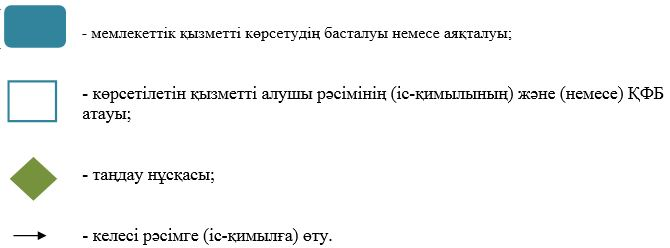 - мемлекеттік қызметті көрсетудің басталуы немесе аяқталуы;
- көрсетілетін қызметті алушы рәсімінің (іс-қимылының) және (немесе) ҚФБ
атауы;
- таңдау нұсқасы;
- келесі рәсімге (іс-қимылға) өту.